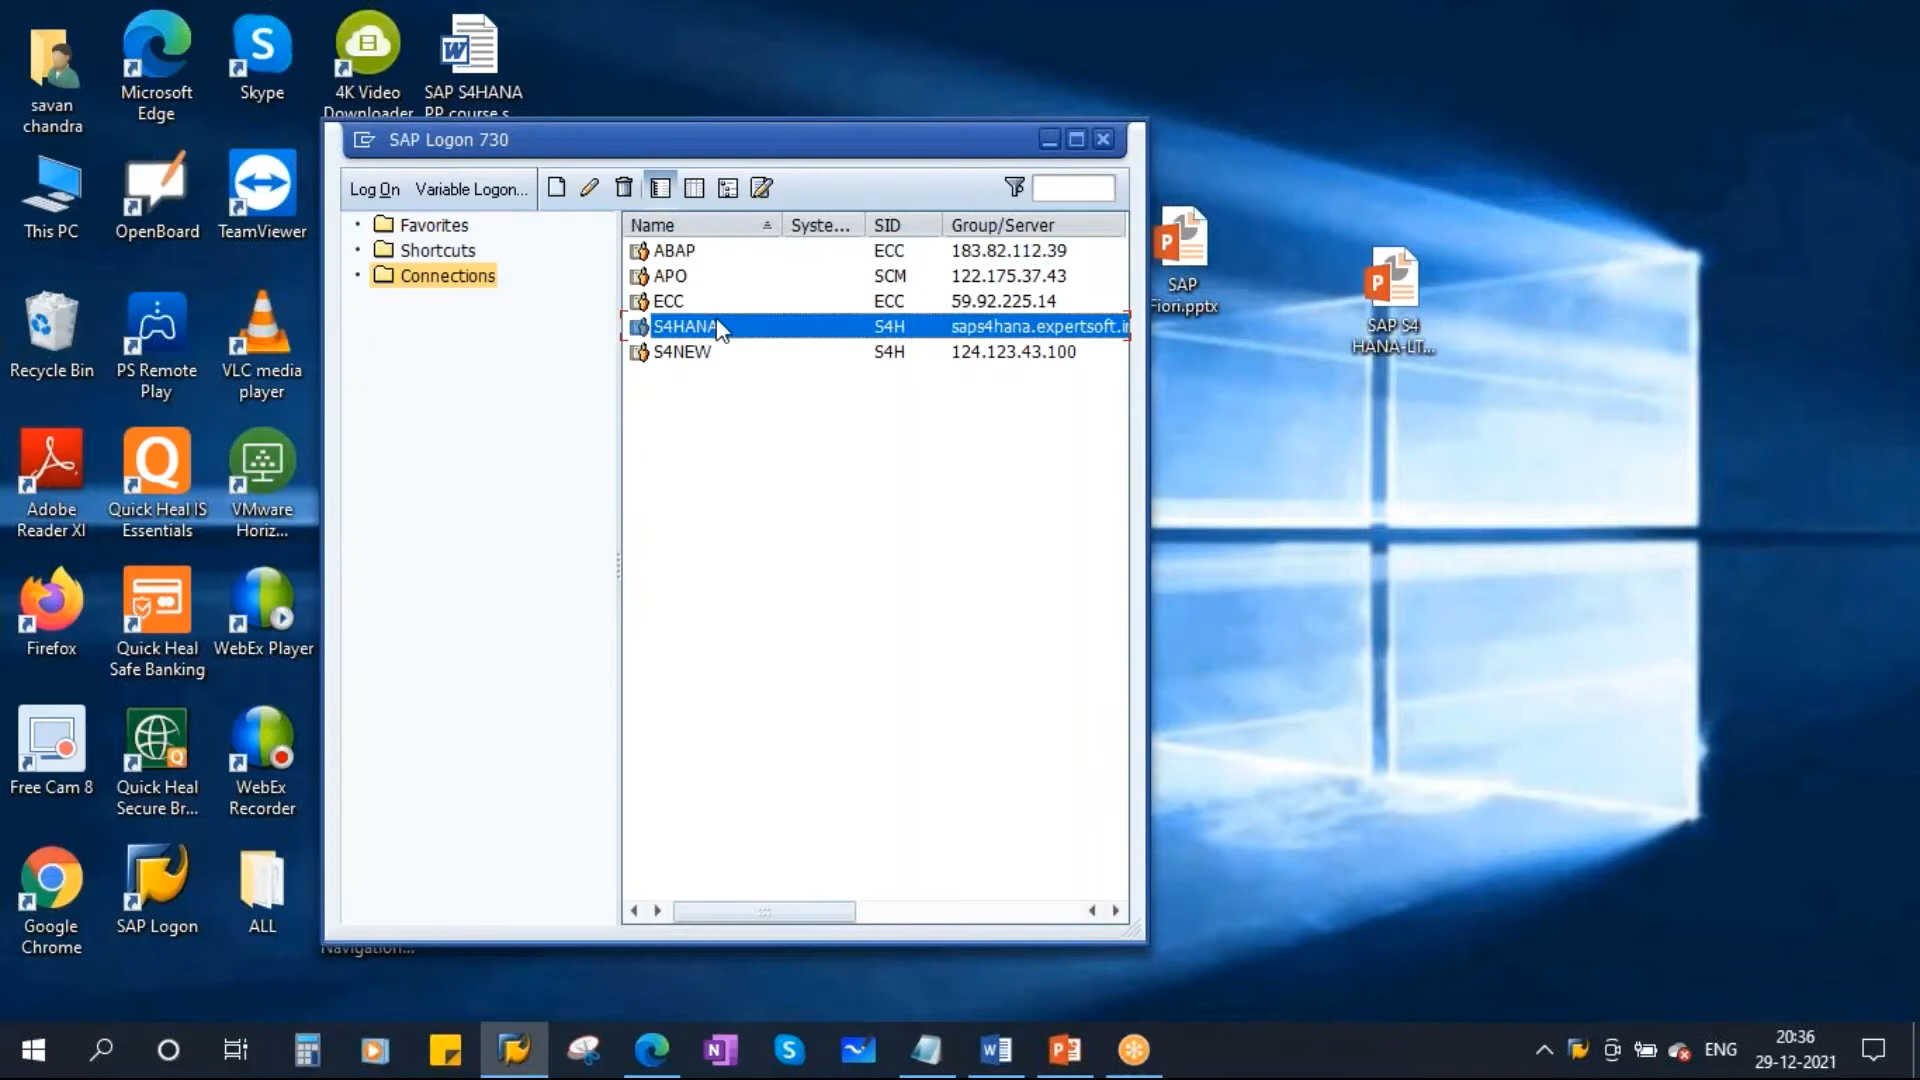 savan
chandra
Microsoft
Edge
Skype
4K Video
Downloader
SAP S4HANA
PP course s
This PC
OpenBoard
TeamViewer
Recycle Bin
PS Remote
Play
VLC media
player
Adobe
Reader XI
Quick Heal IS
Essentials
VMware
Horiz...
Firefox
Quick Heal
Safe Banking
WebEx Player
Free Cam 8
Quick Heal
Secure Br...
WebEx
Recorder
Google
Chrome
SAP Logon
ALL
Navigation...
SAP Logon 730
Log On Variable Logon...
Favorites
Shortcuts
Connections
Name Syste... SID Group/Server
ABAP ECC 183.82.112.39
APO SCM 122.175.37.43
ECC ECC 59.92.225.14
S4HANA S4H saps4hana.expertsoft.i
S4NEW S4H 124.123.43.100
SAP
Fiori.pptx
SAP S4
HANA-LT...
ENG
20:36
29-12-2021